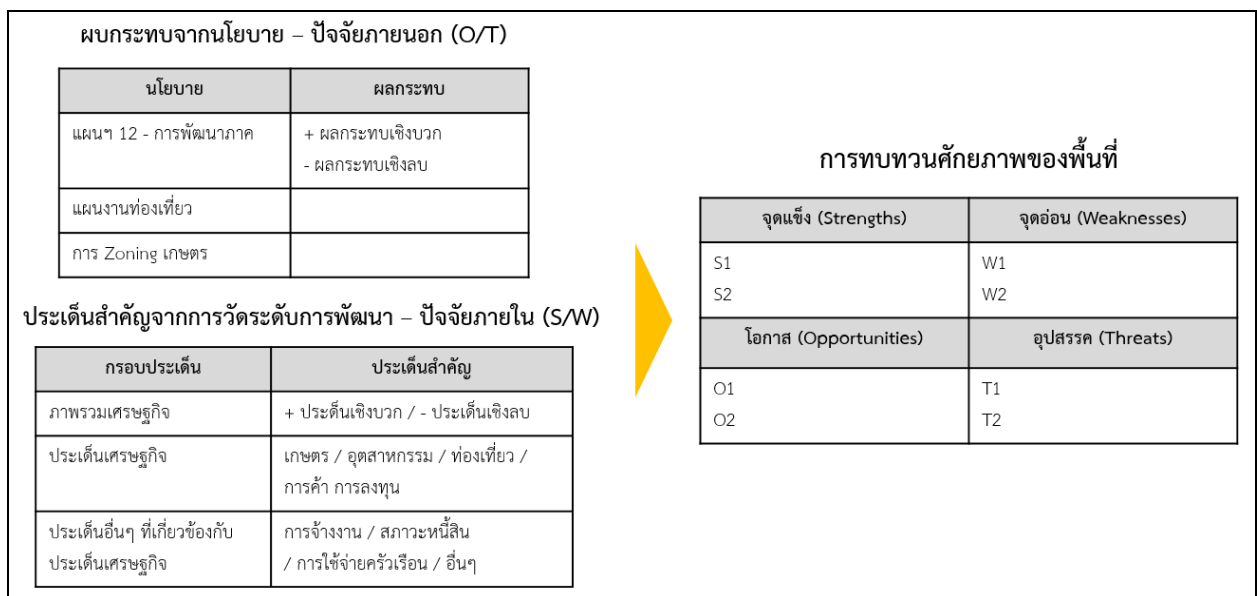 ผบกระทบจากนโยบาย – ปัจจัยภายนอก (O/T)
นโยบาย ผลกระทบ
แผนฯ 12 - การพัฒนาภาค + ผลกระทบเชิงบวก
- ผลกระทบเชิงลบ
แผนงานท่องเที่ยว
การ Zoning เกษตร
ประเด็นสำคัญจากการวัดระดับการพัฒนา – ปัจจัยภายใน (S/W)
กรอบประเด็น ประเด็นสำคัญ
ภาพรวมเศรษฐกิจ + ประด็นเชิงบวก / - ประด็นเชิงลบ
ประเด็นเศรษฐกิจ เกษตร / อุตสาหกรรม / ท่องเที่ยว /
การค้า การลงทุน
ประเด็นอื่นๆ ที่เกี่ยวข้องกับ การจ้างงาน / สภาวะหนี้สิน
ประเด็นเศรษฐกิจ / การใช้จ่ายครัวเรือน / อื่นๆ
การทบทวนศักยภาพของพื้นที่
จุดแข็ง (Strengths) จุดอ่อน (Weaknesses)
S1 W1
S2 W2
โอกาส (Opportunities) อุปสรรค (Threats)
O1 T1
O2 T2